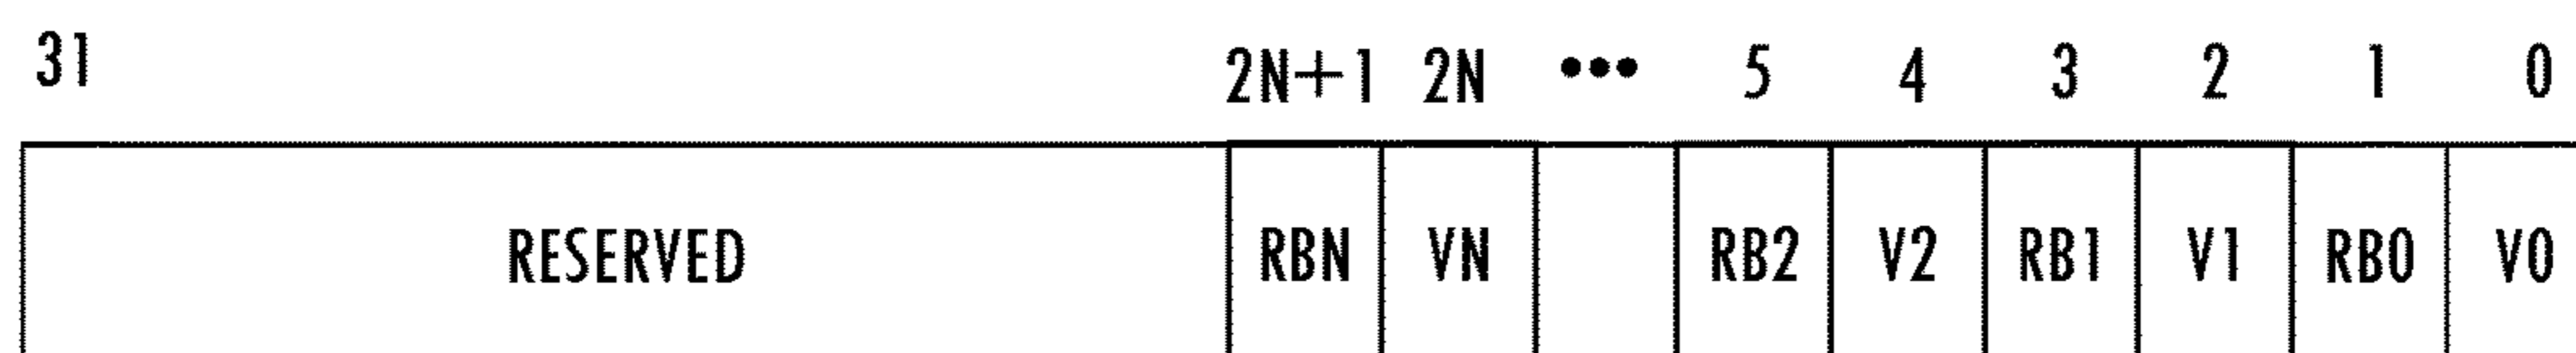 31 2N+1 2N ••• 5 4 3 2 1 0
RESERVED RBN VN RB2 V2 RB1 V1 RB0 V0